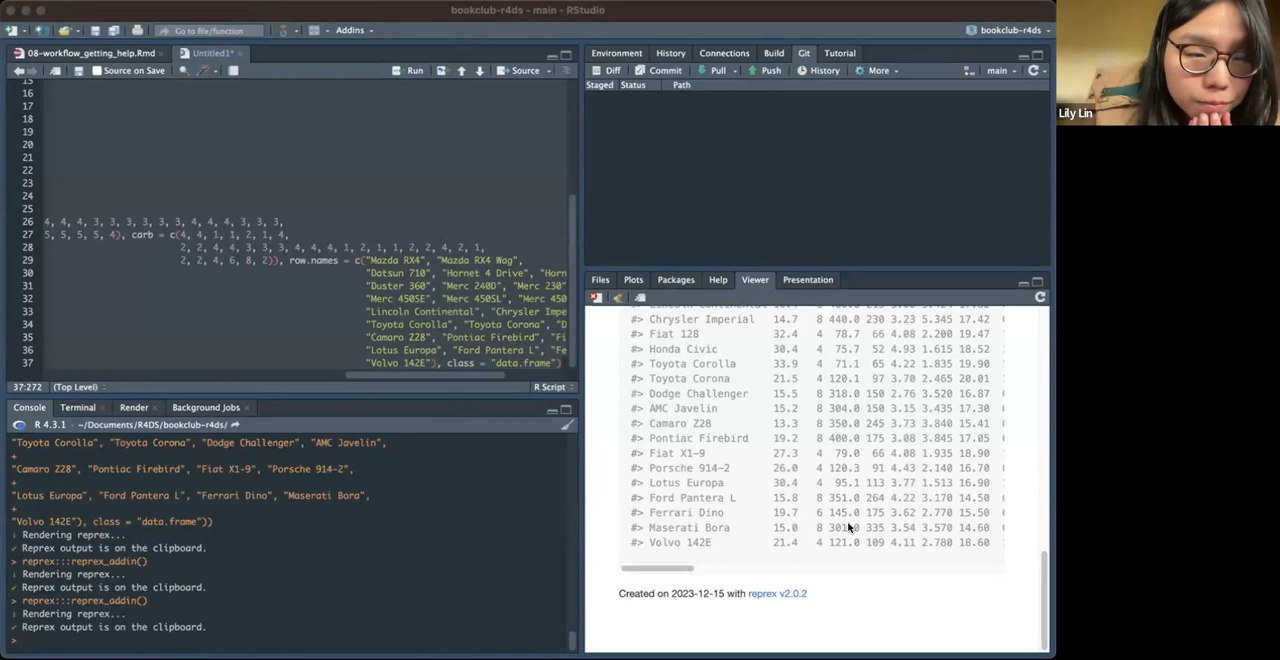 bookclub-r4ds - main - RStudio
Go to file/function
Addins
bookclub-r4ds
08-workflow_getting_help.Rmd
Untitled1*
Source on Save
Run
Source
15
16
17
18
19
20
21
22
23
24
25
26 4, 4, 4, 3, 3, 3, 3, 3, 3, 3, 4, 4, 4, 3, 3, 3,
27 5, 5, 5, 5, 5, 4), carb = c(4, 4, 1, 1, 2, 1, 4,
28 2, 2, 4, 4, 3, 3, 3, 4, 4, 4, 1, 2, 1, 1, 2, 2, 4, 2, 1,
29 2, 2, 4, 6, 8, 2)), row.names = c("Mazda RX4", "Mazda RX4 Wag",
30 "Datsun 710", "Hornet 4 Drive", "Horn
31 "Duster 360", "Merc 240D", "Merc 230"
32 "Merc 450SE", "Merc 450SL", "Merc 450
33 "Lincoln Continental", "Chrysler Impe
34 "Toyota Corolla", "Toyota Corona", "D
35 "Camaro Z28", "Pontiac Firebird", "Fi
36 "Lotus Europa", "Ford Pantera L", "Fe
37 "Volvo 142E"), class = "data.frame")
37:272 (Top Level)
R Script
Console
Terminal
Render
Background Jobs
R 4.3.1 · ~/Documents/R4DS/bookclub-r4ds/
"Toyota Corolla", "Toyota Corona", "Dodge Challenger", "AMC Javelin",
+
"Camaro Z28", "Pontiac Firebird", "Fiat X1-9", "Porsche 914-2",
+
"Lotus Europa", "Ford Pantera L", "Ferrari Dino", "Maserati Bora",
+
"Volvo 142E"), class = "data.frame"))
ℹ Rendering reprex...
✔ Reprex output is on the clipboard.
> reprex:::reprex_addin()
ℹ Rendering reprex...
✔ Reprex output is on the clipboard.
> reprex:::reprex_addin()
ℹ Rendering reprex...
✔ Reprex output is on the clipboard.
>
Environment
History
Connections
Build
Git
Tutorial
Diff
Commit
Pull
Push
History
More
main
Staged Status Path
Files
Plots
Packages
Help
Viewer
Presentation
#> Chrysler Imperial 14.7 8 440.0 230 3.23 5.345 17.42
#> Fiat 128 32.4 4 78.7 66 4.08 2.200 19.47
#> Honda Civic 30.4 4 75.7 52 4.93 1.615 18.52
#> Toyota Corolla 33.9 4 71.1 65 4.22 1.835 19.90
#> Toyota Corona 21.5 4 120.1 97 3.70 2.465 20.01
#> Dodge Challenger 15.5 8 318.0 150 2.76 3.520 16.87
#> AMC Javelin 15.2 8 304.0 150 3.15 3.435 17.30
#> Camaro Z28 13.3 8 350.0 245 3.73 3.840 15.41
#> Pontiac Firebird 19.2 8 400.0 175 3.08 3.845 17.05
#> Fiat X1-9 27.3 4 79.0 66 4.08 1.935 18.90
#> Porsche 914-2 26.0 4 120.3 91 4.43 2.140 16.70
#> Lotus Europa 30.4 4 95.1 113 3.77 1.513 16.90
#> Ford Pantera L 15.8 8 351.0 264 4.22 3.170 14.50
#> Ferrari Dino 19.7 6 145.0 175 3.62 2.770 15.50
#> Maserati Bora 15.0 8 301.0 335 3.54 3.570 14.60
#> Volvo 142E 21.4 4 121.0 109 4.11 2.780 18.60
Created on 2023-12-15 with reprex v2.0.2
Lily Lin